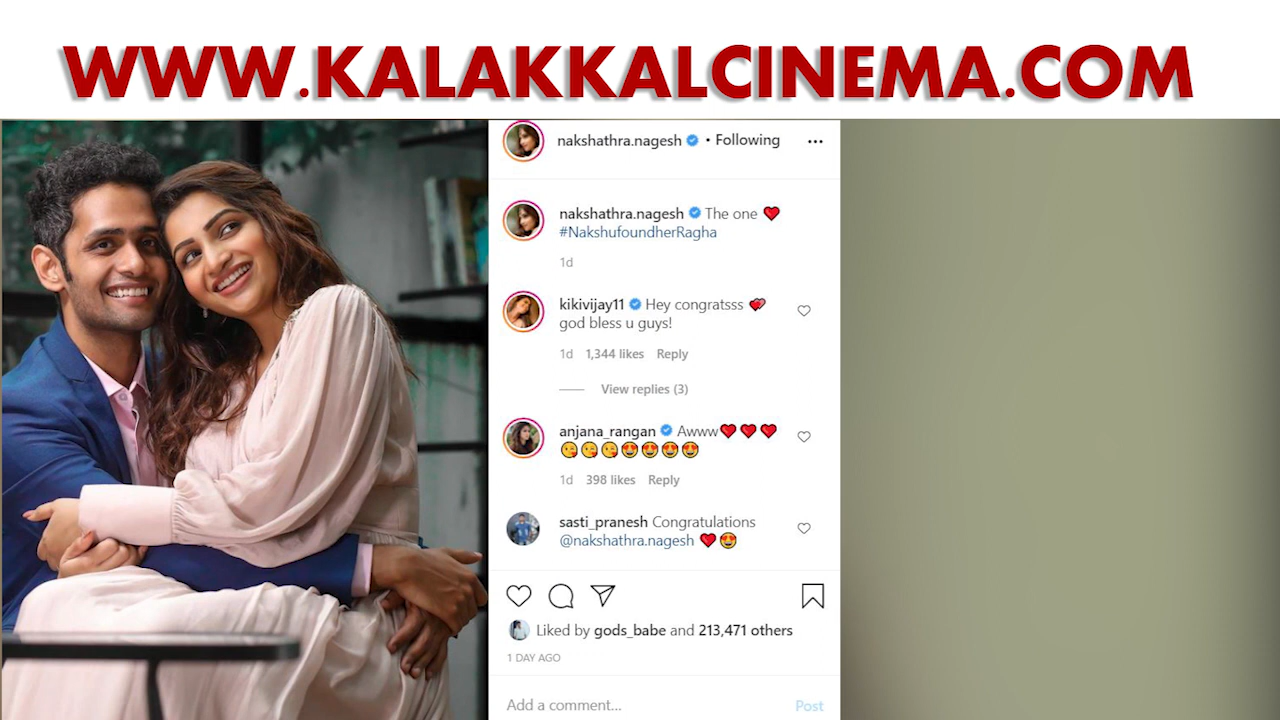 WWW.KALAKKALCINEMA.COM
nakshathra.nagesh • Following
nakshathra.nagesh The one ❤️
#NakshufoundherRagha
1d
kikivijay11 Hey congratsss 💕
god bless u guys!
1d 1,344 likes Reply
View replies (3)
anjana_rangan Awww❤️❤️❤️
😘😘😘😍😍😍😍
1d 398 likes Reply
sasti_pranesh Congratulations
@nakshathra.nagesh ❤️😍
Liked by gods_babe and 213,471 others
1 DAY AGO
Add a comment... Post